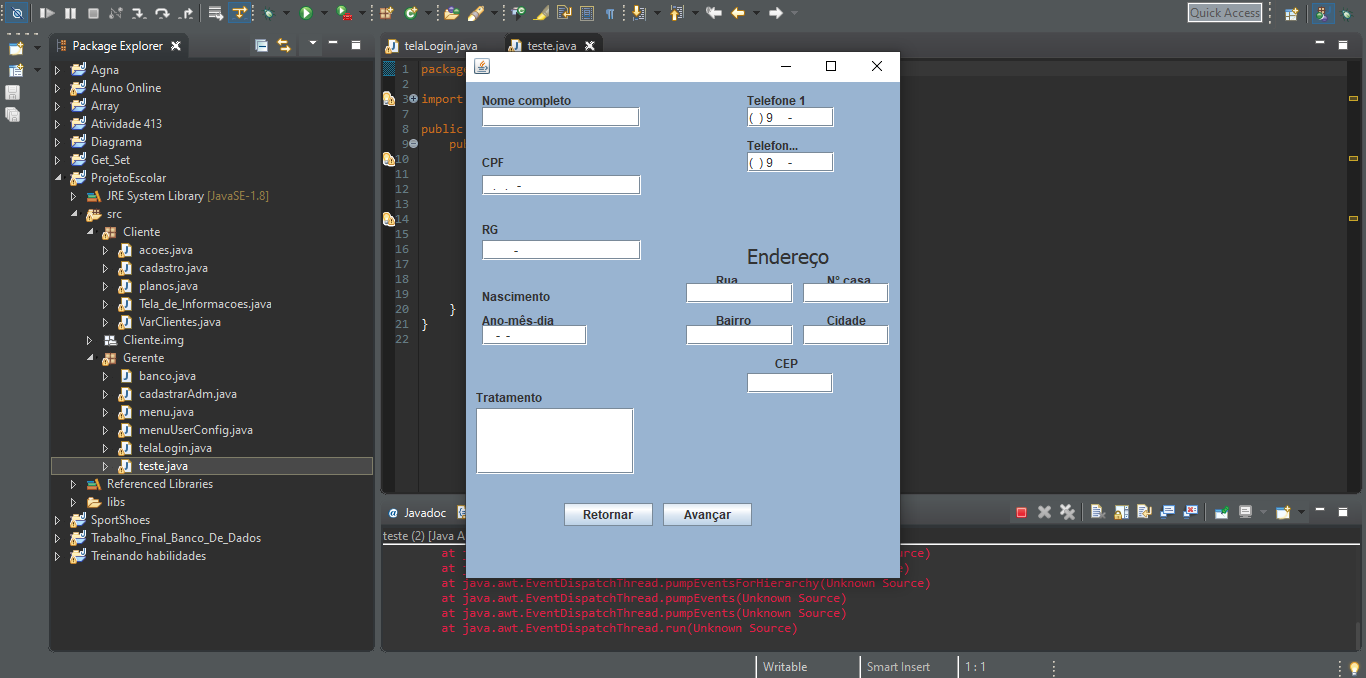 Quick Access
Package Explorer
telaLogin.java
teste.java
Agna
Aluno Online
Array
Atividade 413
Diagrama
Get_Set
ProjetoEscolar
JRE System Library [JavaSE-1.8]
src
Cliente
acoes.java
cadastro.java
planos.java
Tela_de_Informacoes.java
VarClientes.java
Cliente.img
Gerente
banco.java
cadastrarAdm.java
menu.java
menuUserConfig.java
telaLogin.java
teste.java
Referenced Libraries
libs
SportShoes
Trabalho_Final_Banco_De_Dados
Treinando habilidades
1 packag
2
3 import
7
8 public
9 pu
10
11
12
13
14
15
16
17
18
19
20 }
21 }
22
Nome completo
Telefone 1
( )9 -
Telefon...
( )9 -
CPF
. . -
RG
-
Endereço
Rua
N° casa
Nascimento
Ano-mês-dia
- -
Bairro
Cidade
CEP
Tratamento
Retornar
Avançar
Javadoc
teste (2) [Java A
at j
urce)
at j
)
at java.awt.EventDispatchThread.pumpEventsForHierarchy(Unknown Source)
at java.awt.EventDispatchThread.pumpEvents(Unknown Source)
at java.awt.EventDispatchThread.pumpEvents(Unknown Source)
at java.awt.EventDispatchThread.run(Unknown Source)
Writable
Smart Insert
1 : 1